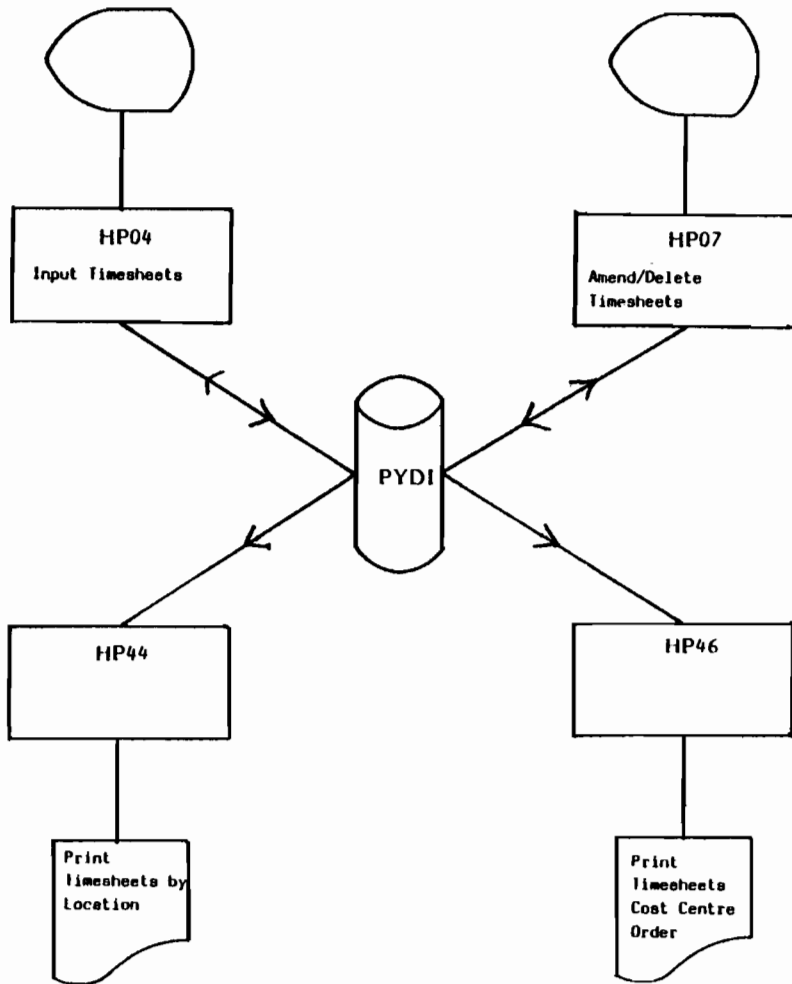 HP04
Input Timesheets
HP07
Amend/Delete
Timesheets
PYDI
HP44
HP46
Print
Timesheets by
Location
Print
Timesheets
Cost Centre
Order